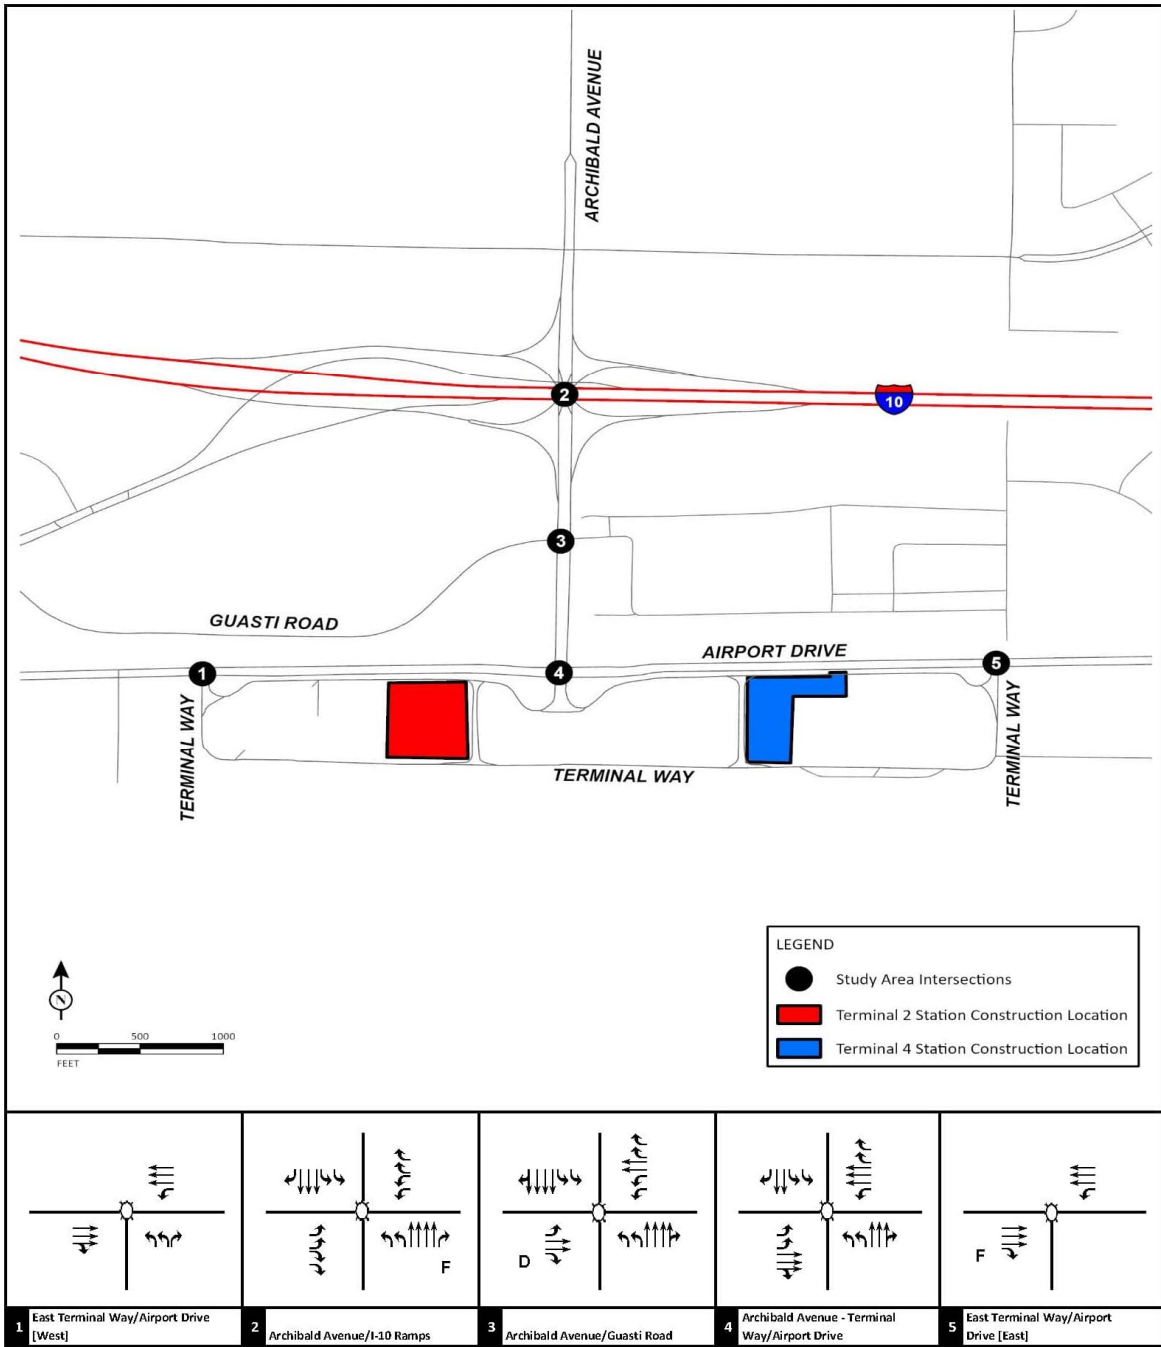 ARCHIBALD AVENUE
2
10
3
GUASTI ROAD
AIRPORT DRIVE
1
4
5
TERMINAL WAY
TERMINAL WAY
TERMINAL WAY
LEGEND
Study Area Intersections
Terminal 2 Station Construction Location
Terminal 4 Station Construction Location
N
0 500 1000
FEET
F
D
F
1 East Terminal Way/Airport Drive
[West]
2 Archibald Avenue/I-10 Ramps
3 Archibald Avenue/Guasti Road
4 Archibald Avenue - Terminal
Way/Airport Drive
5 East Terminal Way/Airport
Drive [East]